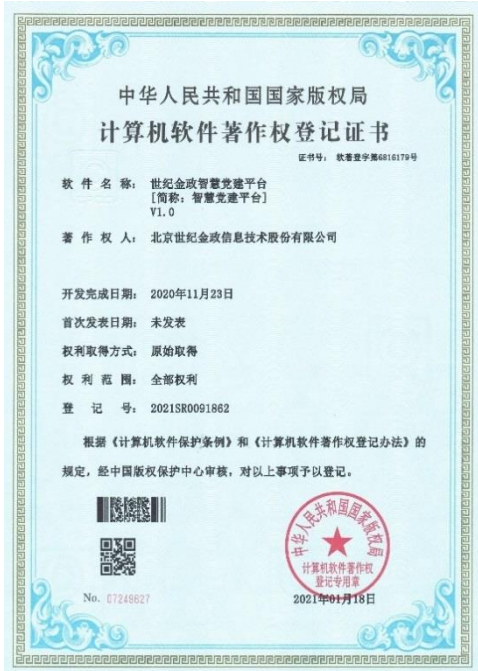 中华人民共和国国家版权局
计算机软件著作权登记证书
证书号： 软著登字第6816179号
软件名称： 世纪金政智慧党建平台
[简称：智慧党建平台]
V1.0
著作权人： 北京世纪金政信息技术股份有限公司
开发完成日期： 2020年11月23日
首次发表日期： 未发表
权利取得方式： 原始取得
权利范围： 全部权利
登记号： 2021SR0091862
根据《计算机软件保护条例》和《计算机软件著作权登记办法》的
规定，经中国版权保护中心审核，对以上事项予以登记。
中华人民共和国国家版权局
计算机软件著作权
登记专用章
No. 07249627
2021年01月18日